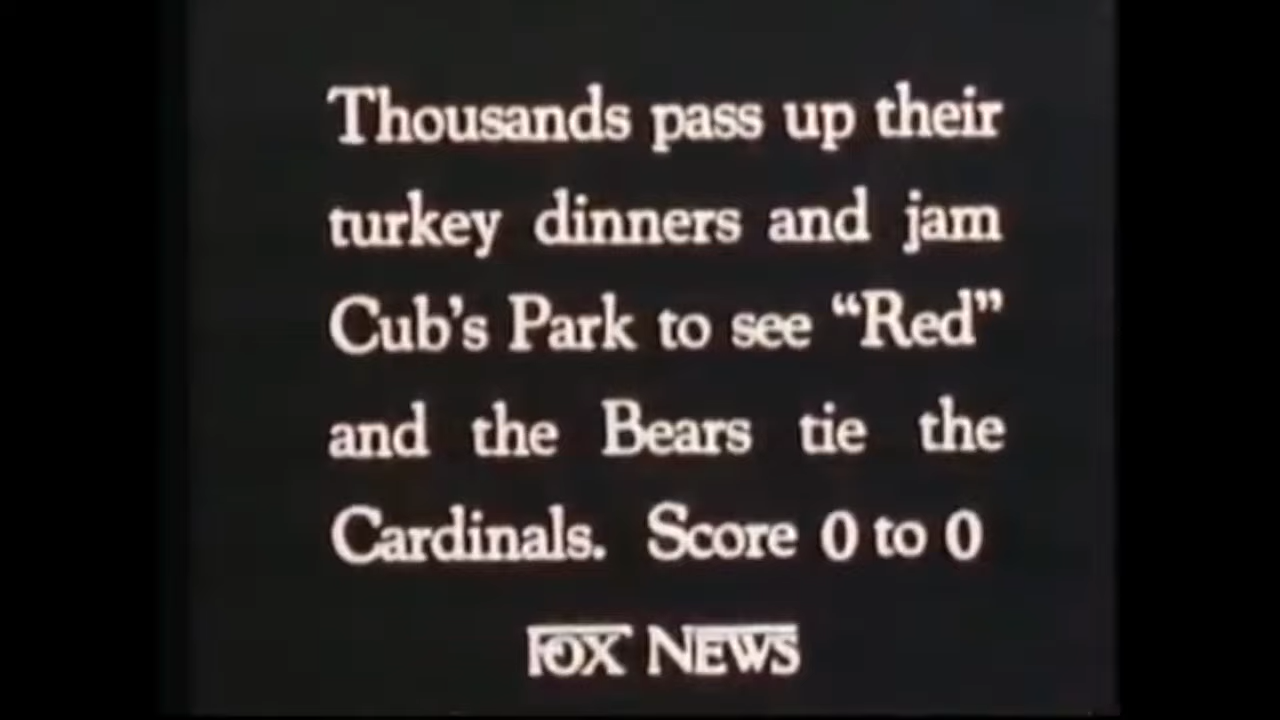 Thousands pass up their
turkey dinners and jam
Cub's Park to see “Red”
and the Bears tie the
Cardinals. Score 0 to 0
FOX NEWS